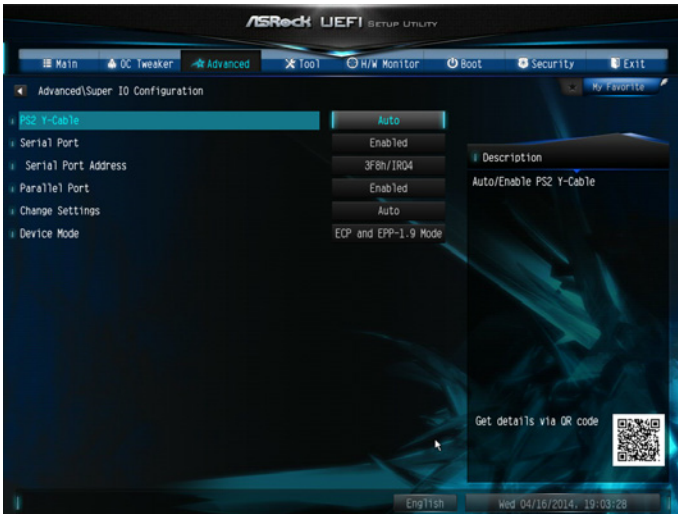 ASRock UEFI SETUP UTILITY
Main OC Tweaker Advanced Tool H/W Monitor Boot Security Exit
Advanced\Super IO Configuration
My Favorite
PS2 Y-Cable Auto
Serial Port Enabled
Serial Port Address 3F8h/IRQ4
Parallel Port Enabled
Change Settings Auto
Device Mode ECP and EPP-1.9 Mode
Description
Auto/Enable PS2 Y-Cable
Get details via QR code
English Wed 04/16/2014. 19:03:28